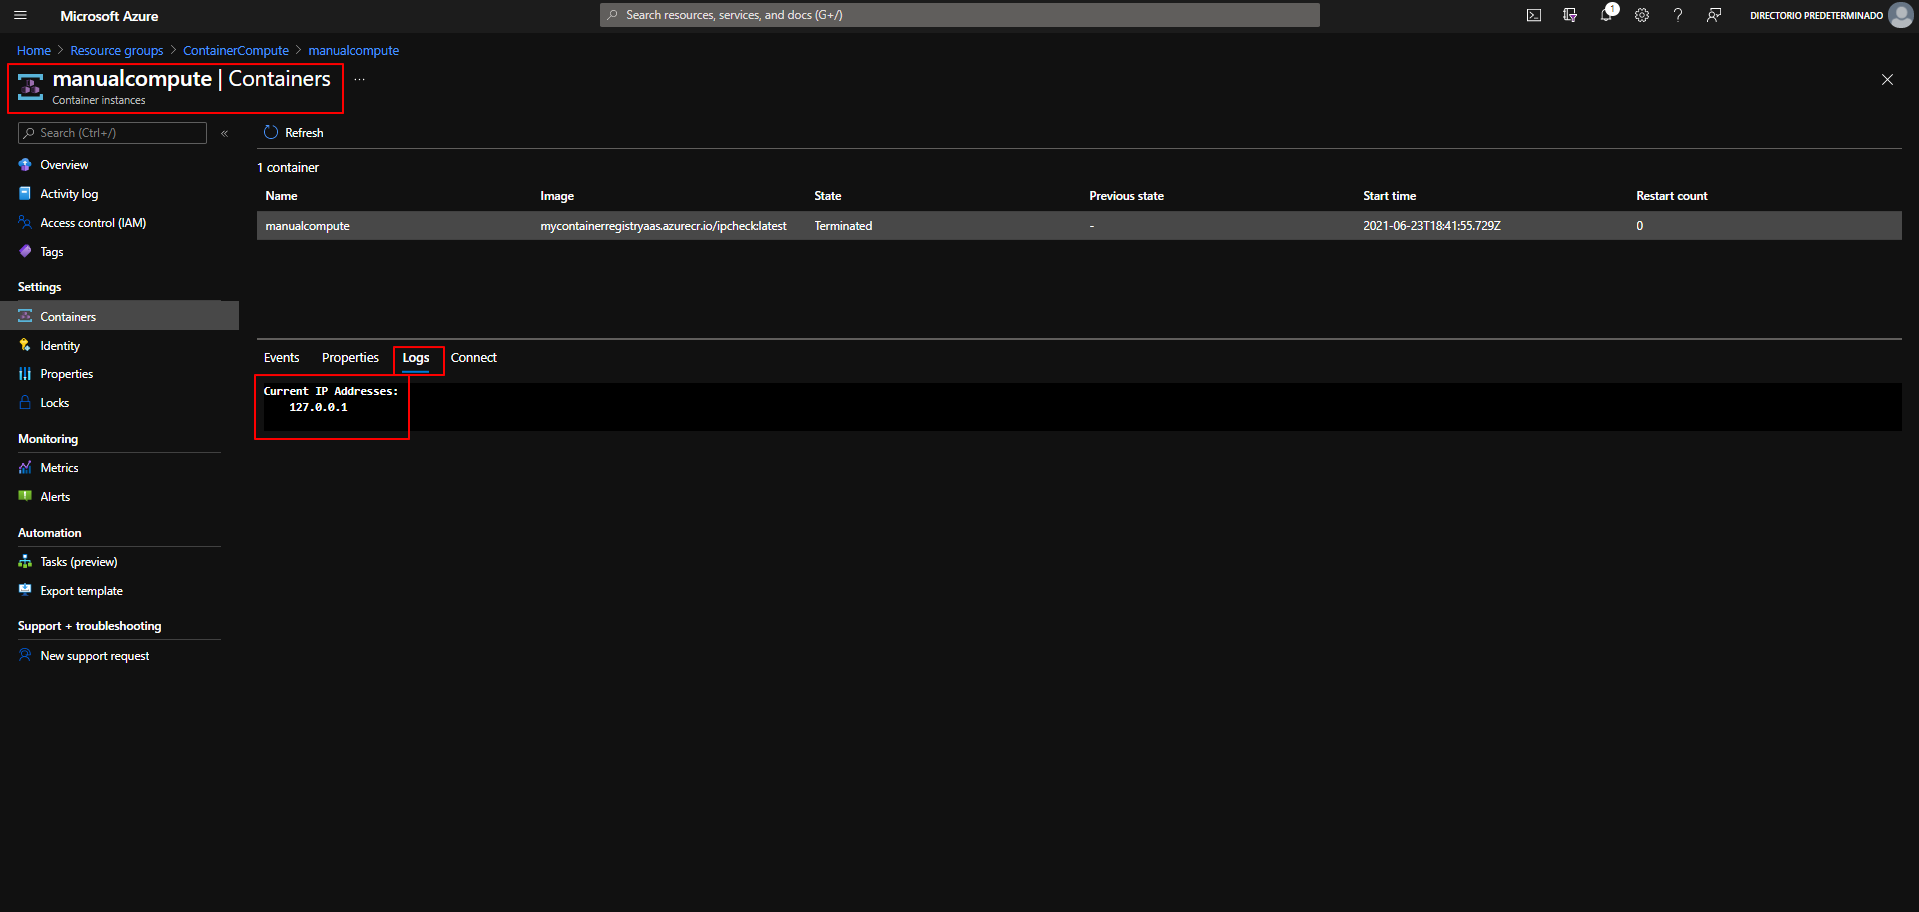 Microsoft Azure
Search resources, services, and docs (G+/)
1
DIRECTORIO PREDETERMINADO
Home > Resource groups > ContainerCompute > manualcompute
manualcompute | Containers ...
Container instances
Search (Ctrl+/)
«
Refresh
Overview
Activity log
Access control (IAM)
Tags
Settings
Containers
Identity
Properties
Locks
Monitoring
Metrics
Alerts
Automation
Tasks (preview)
Export template
Support + troubleshooting
New support request
1 container
Name Image State Previous state Start time Restart count
manualcompute mycontainerregistryaas.azurecr.io/ipcheck:latest Terminated - 2021-06-23T18:41:55.729Z 0
Events Properties Logs Connect
Current IP Addresses:
127.0.0.1